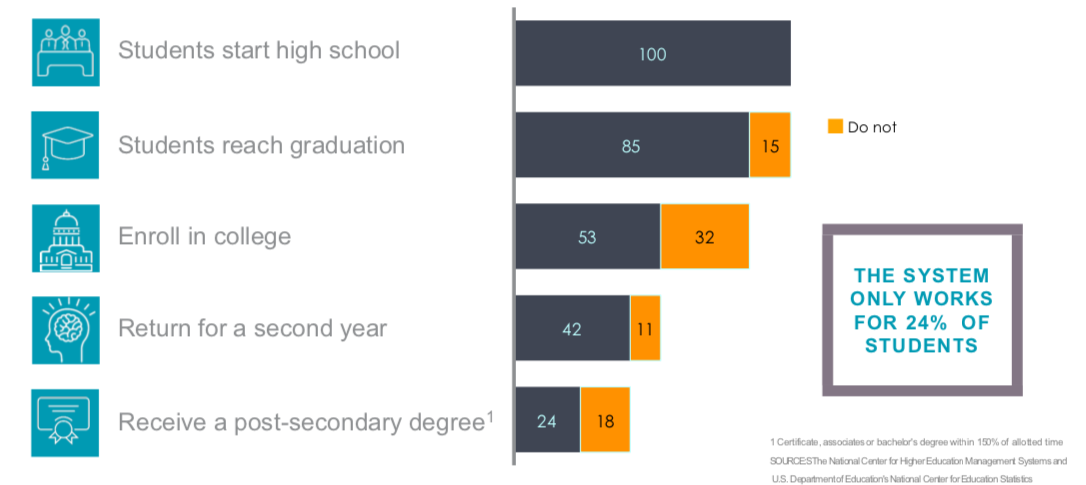 Students start high school
100
Students reach graduation
85
15
Do not
Enroll in college
53
32
THE SYSTEM
ONLY WORKS
FOR 24% OF
STUDENTS
Return for a second year
42
11
Receive a post-secondary degree1
24
18
1 Certificate, associates or bachelor's degree within 150% of allotted time
SOURCE:SThe National Center for Higher Education Management Systems and
U.S. Department of Education's National Center for Education Statistics